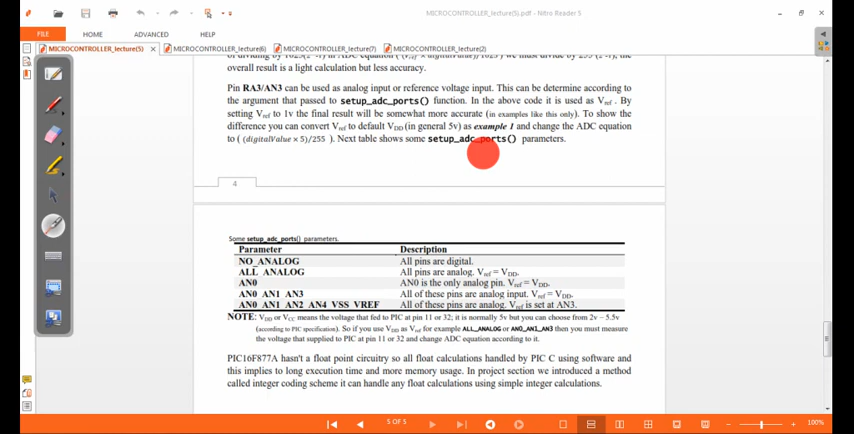 MICROCONTROLLER_lecture(5).pdf - Nitro Reader 5
FILE HOME ADVANCED HELP
MICROCONTROLLER_lecture(5) × MICROCONTROLLER_lecture(6) MICROCONTROLLER_lecture(7) MICROCONTROLLER_lecture(2)
overall result is a light calculation but less accurate.
Pin RA3/AN3 can be used as analog input or reference voltage input. This can be determine according to
the argument that passed to setup_adc_ports() function. In the above code it is used as Vref . By
setting Vref to 1v the final result will be somewhat more accurate (in examples like this only). To show the
difference you can convert Vref to default VDD (in general 5v) as example 1 and change the ADC equation
to ( (digitalValue × 5)/255 ). Next table shows some setup_adc_ports() parameters.
4
Some setup_adc_ports() parameters.
Parameter Description
NO_ANALOG All pins are digital.
ALL_ANALOG All pins are analog. Vref = VDD.
AN0 AN0 is the only analog pin. Vref = VDD.
AN0_AN1_AN3 All of these pins are analog input. Vref = VDD.
AN0_AN1_AN2_AN4_VSS_VREF All of these pins are analog. Vref is set at AN3.
NOTE: VDD or VCC means the voltage that fed to PIC at pin 11 or 32; it is normally 5v but you can choose from 2v – 5.5v
(according to PIC specification). So if you use VDD as Vref for example ALL_ANALOG or AN0_AN1_AN3 then you must measure
the voltage that supplied to PIC at pin 11 or 32 and change ADC equation according to it.
PIC16F877A hasn't a float point circuitry so all float calculations handled by PIC C using software and
this implies to long execution time and more memory usage. In project section we introduced a method
called integer coding scheme it can handle any float calculations using simple integer calculations.
5 OF 5
100%